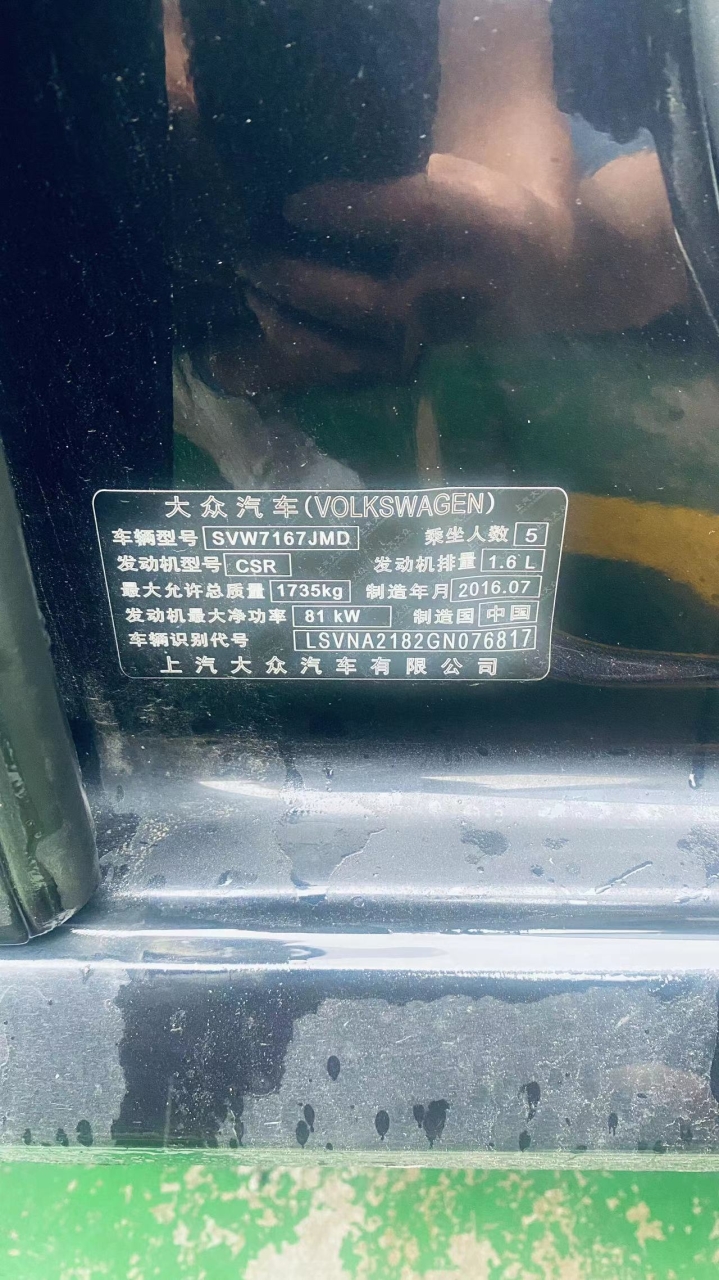 大众汽车(VOLKSWAGEN)
车辆型号 SVW7167JMD 乘坐人数 5
发动机型号 CSR 发动机排量 1.6 L
最大允许总质量 1735kg 制造年月 2016.07
发动机最大净功率 81 kW 制造国 中国
车辆识别代号 LSVNA2182GN076817
上汽大众汽车有限公司